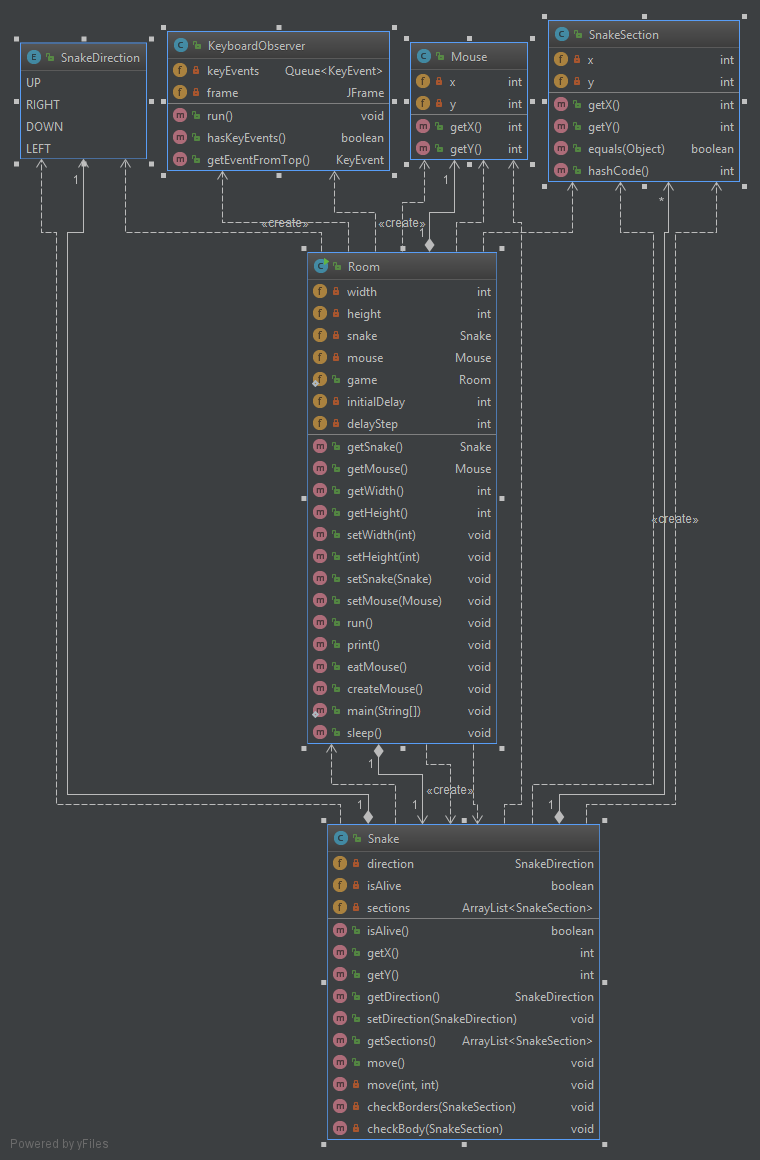 SnakeDirection
UP
RIGHT
DOWN
LEFT
KeyboardObserver
keyEvents Queue<KeyEvent>
frame JFrame
run() void
hasKeyEvents() boolean
getEventFromTop() KeyEvent
Mouse
x int
y int
getX() int
getY() int
SnakeSection
x int
y int
getX() int
getY() int
equals(Object) boolean
hashCode() int
1
1
*
«create»
«create»
1
Room
width int
height int
snake Snake
mouse Mouse
game Room
initialDelay int
delayStep int
getSnake() Snake
getMouse() Mouse
getWidth() int
getHeight() int
setWidth(int) void
setHeight(int) void
setSnake(Snake) void
setMouse(Mouse) void
run() void
print() void
eatMouse() void
createMouse() void
main(String[]) void
sleep() void
«create»
1
«create»
1
1
1
Snake
direction SnakeDirection
isAlive boolean
sections ArrayList<SnakeSection>
isAlive() boolean
getX() int
getY() int
getDirection() SnakeDirection
setDirection(SnakeDirection) void
getSections() ArrayList<SnakeSection>
move() void
move(int, int) void
checkBorders(SnakeSection) void
checkBody(SnakeSection) void
Powered by yFiles